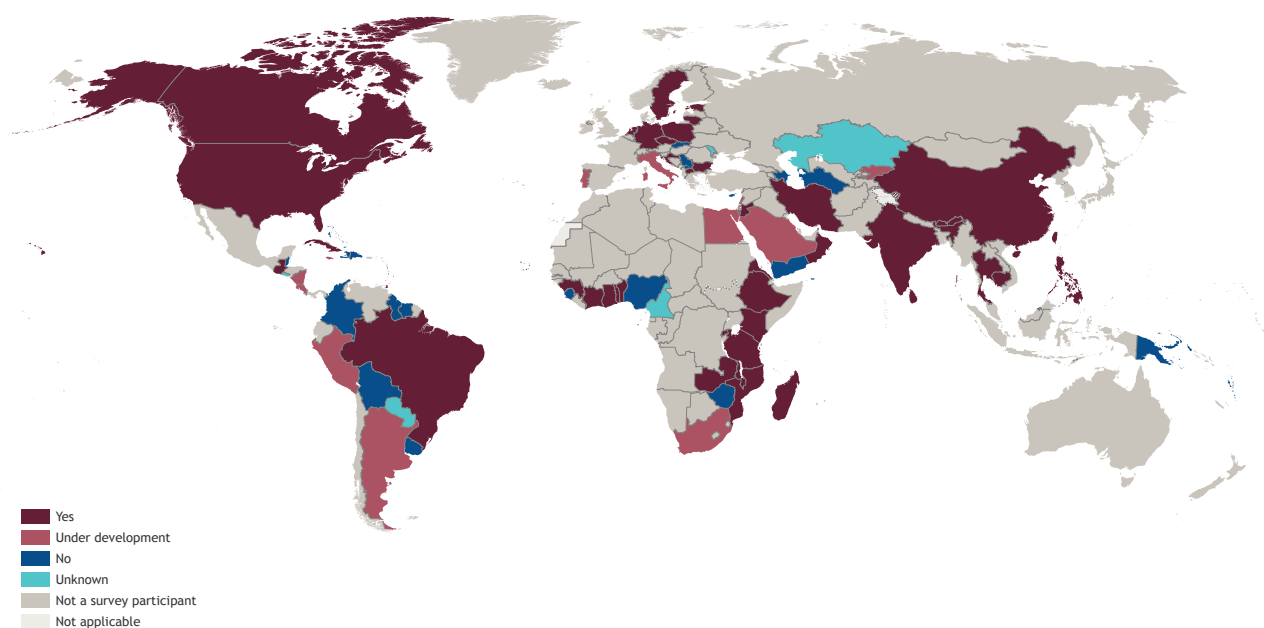 Yes
Under development
No
Unknown
Not a survey participant
Not applicable